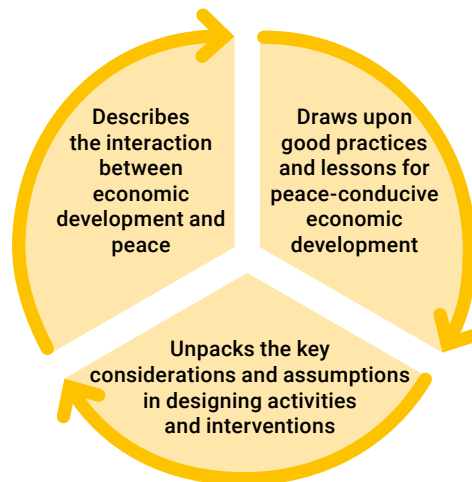 Describes
the interaction
between
economic
development and
peace
Draws upon
good practices
and lessons for
peace-conducive
economic
development
Unpacks the key
considerations and assumptions
in designing activities
and interventions